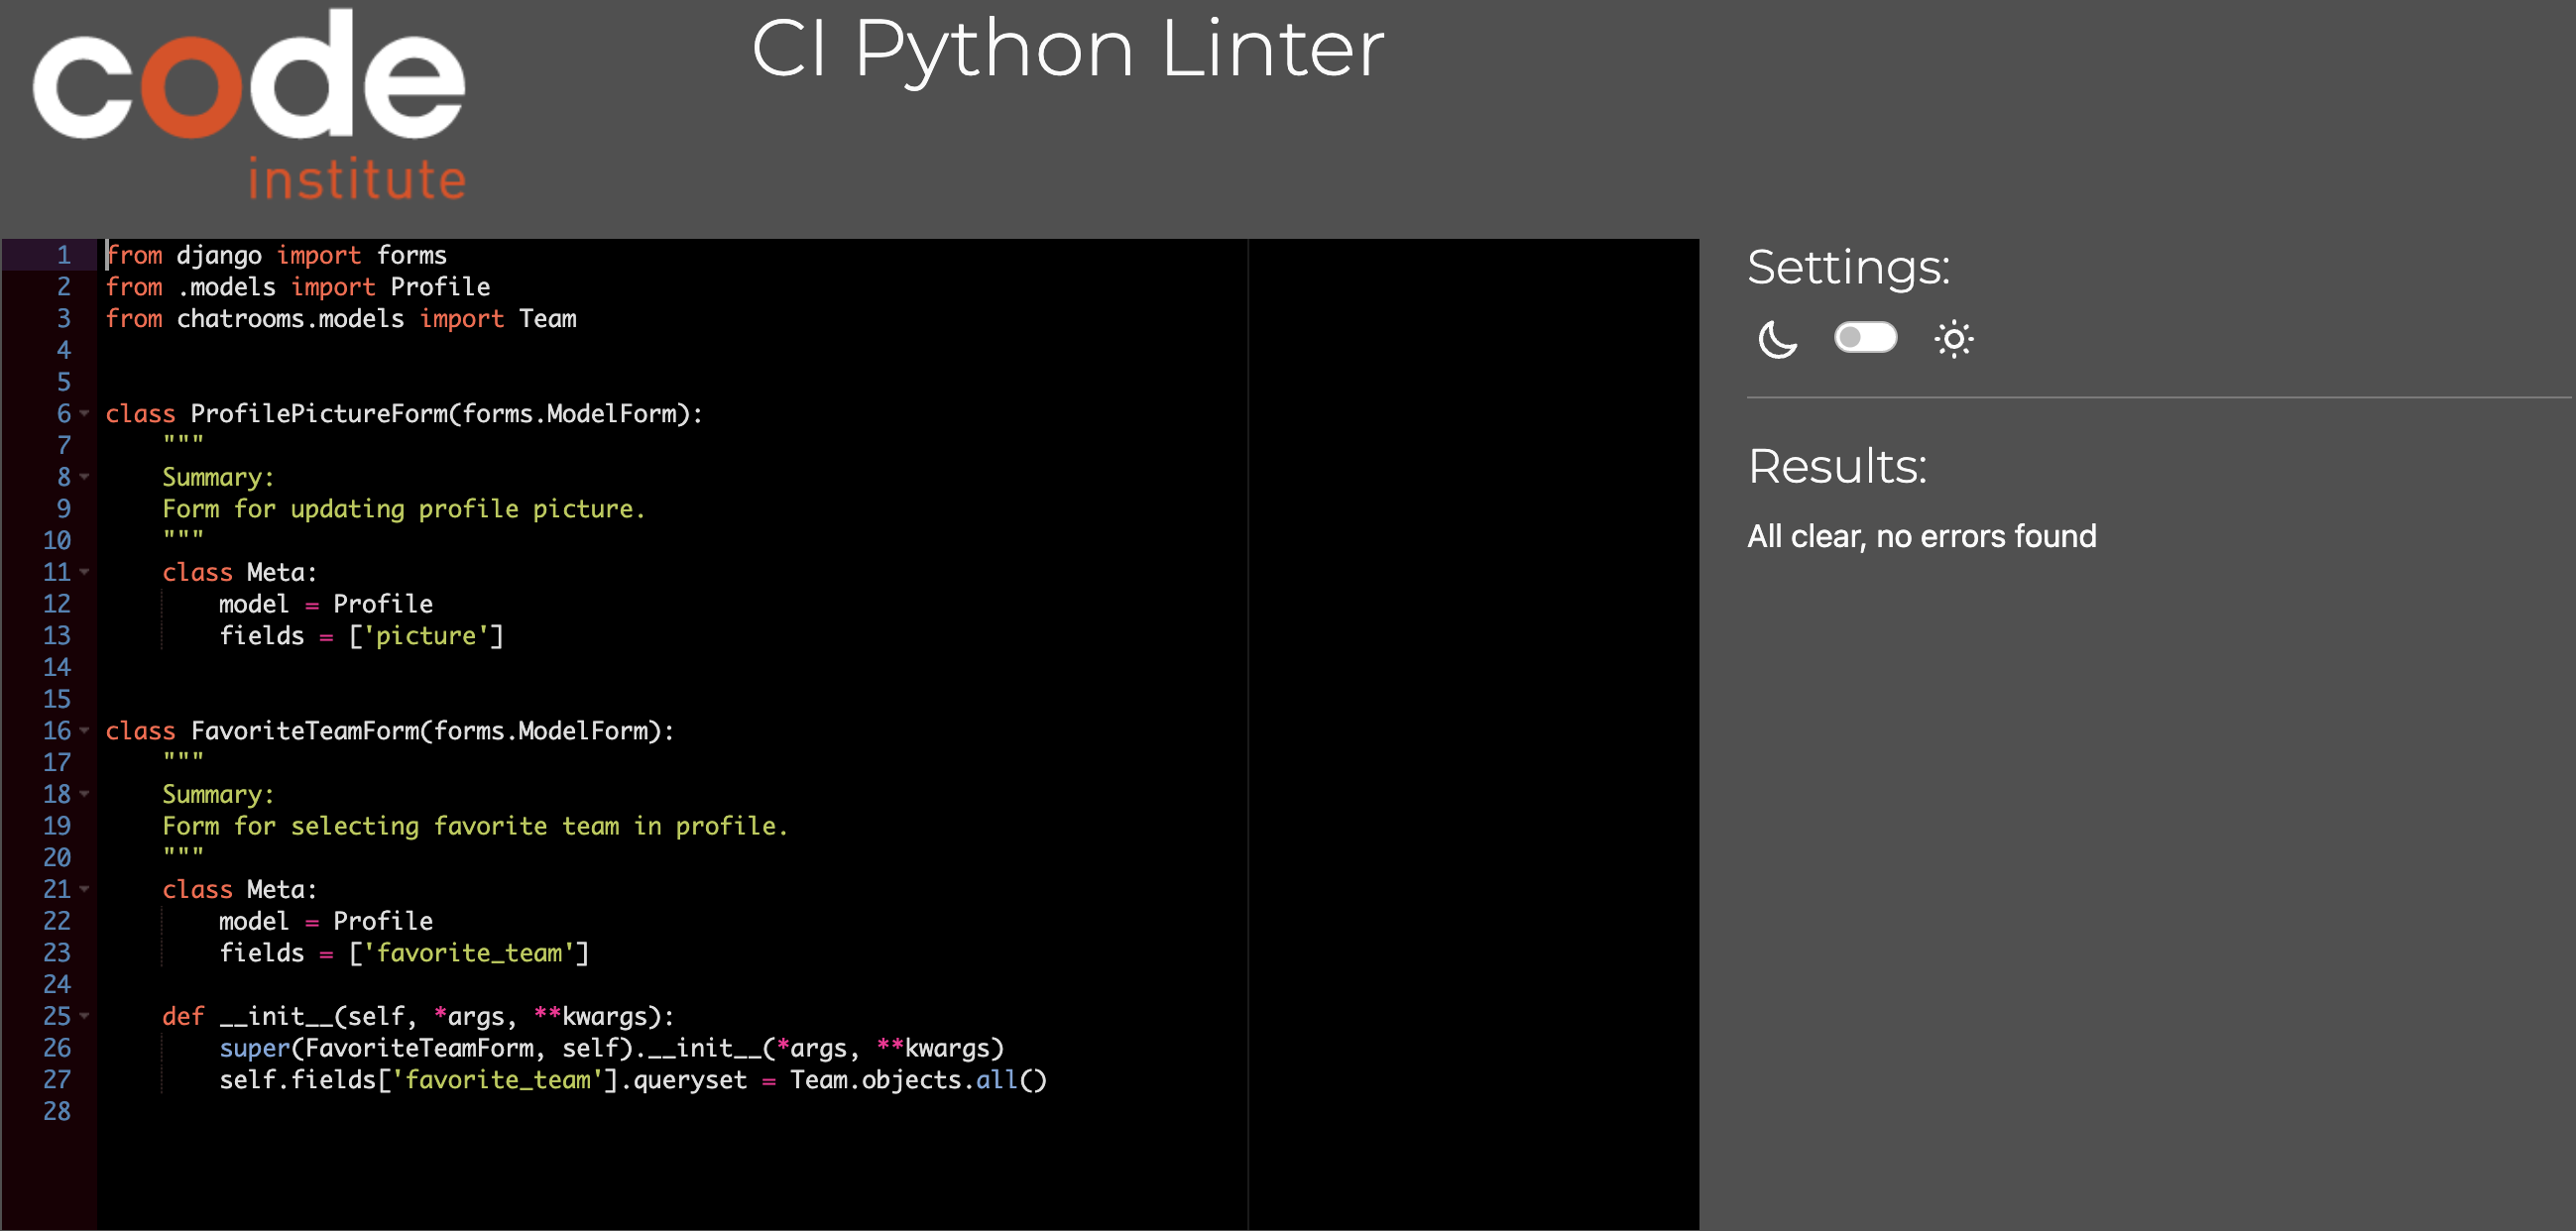 code
institute
CI Python Linter
1 from django import forms
2 from .models import Profile
3 from chatrooms.models import Team
4
5
6 class ProfilePictureForm(forms.ModelForm):
7     """
8     Summary:
9     Form for updating profile picture.
10     """
11     class Meta:
12         model = Profile
13         fields = ['picture']
14
15
16 class FavoriteTeamForm(forms.ModelForm):
17     """
18     Summary:
19     Form for selecting favorite team in profile.
20     """
21     class Meta:
22         model = Profile
23         fields = ['favorite_team']
24
25     def __init__(self, *args, **kwargs):
26         super(FavoriteTeamForm, self).__init__(*args, **kwargs)
27         self.fields['favorite_team'].queryset = Team.objects.all()
28
Settings:
Results:
All clear, no errors found